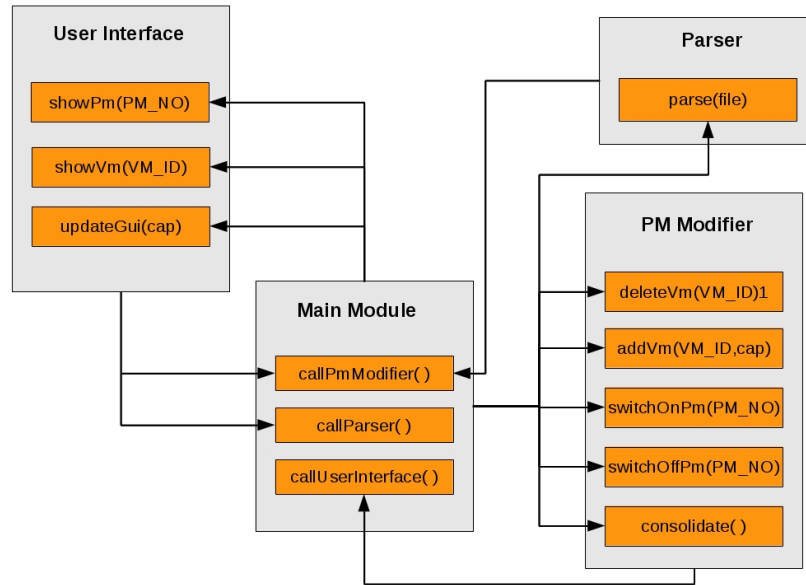 User Interface
showPm(PM_NO)
showVm(VM_ID)
updateGui(cap)
Parser
parse(file)
Main Module
callPmModifier( )
callParser( )
callUserInterface( )
PM Modifier
deleteVm(VM_ID)1
addVm(VM_ID,cap)
switchOnPm(PM_NO)
switchOffPm(PM_NO)
consolidate( )